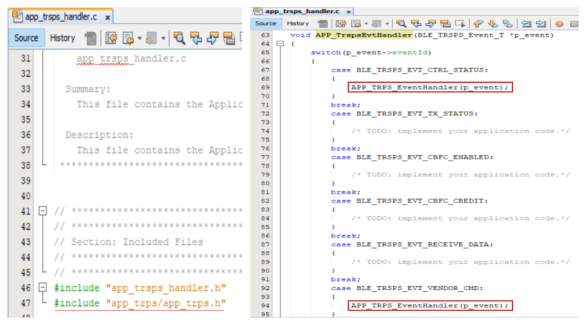 app_trsps_handler.c x
Source History
31 app_trsps_handler.c
32
33 Summary:
34 This file contains the Applic
35
36 Description:
37 This file contains the Applic
38 *******************************
39
40
41 // ****************************
42 // ****************************
43 // Section: Included Files
44 // ****************************
45 // ****************************
46 #include "app_trsps_handler.h"
47 #include "app_trps/app_trps.h"
app_trsps_handler.c x
Source History
63 void APP_TrspsEvtHandler(BLE_TRSPS_Event_T *p_event)
64 {
65 switch(p_event->eventId)
66 {
67 case BLE_TRSPS_EVT_CTRL_STATUS:
68 {
69 APP_TRPS_EventHandler(p_event);
70 }
71 break;
72 case BLE_TRSPS_EVT_TX_STATUS:
73 {
74 /* TODO: implement your application code.*/
75 }
76 break;
77 case BLE_TRSPS_EVT_CBFC_ENABLED:
78 {
79 /* TODO: implement your application code.*/
80 }
81 break;
82 case BLE_TRSPS_EVT_CBFC_CREDIT:
83 {
84 /* TODO: implement your application code.*/
85 }
86 break;
87 case BLE_TRSPS_EVT_RECEIVE_DATA:
88 {
89 /* TODO: implement your application code.*/
90 }
91 break;
92 case BLE_TRSPS_EVT_VENDOR_CMD:
93 {
94 APP_TRPS_EventHandler(p_event);
95 }